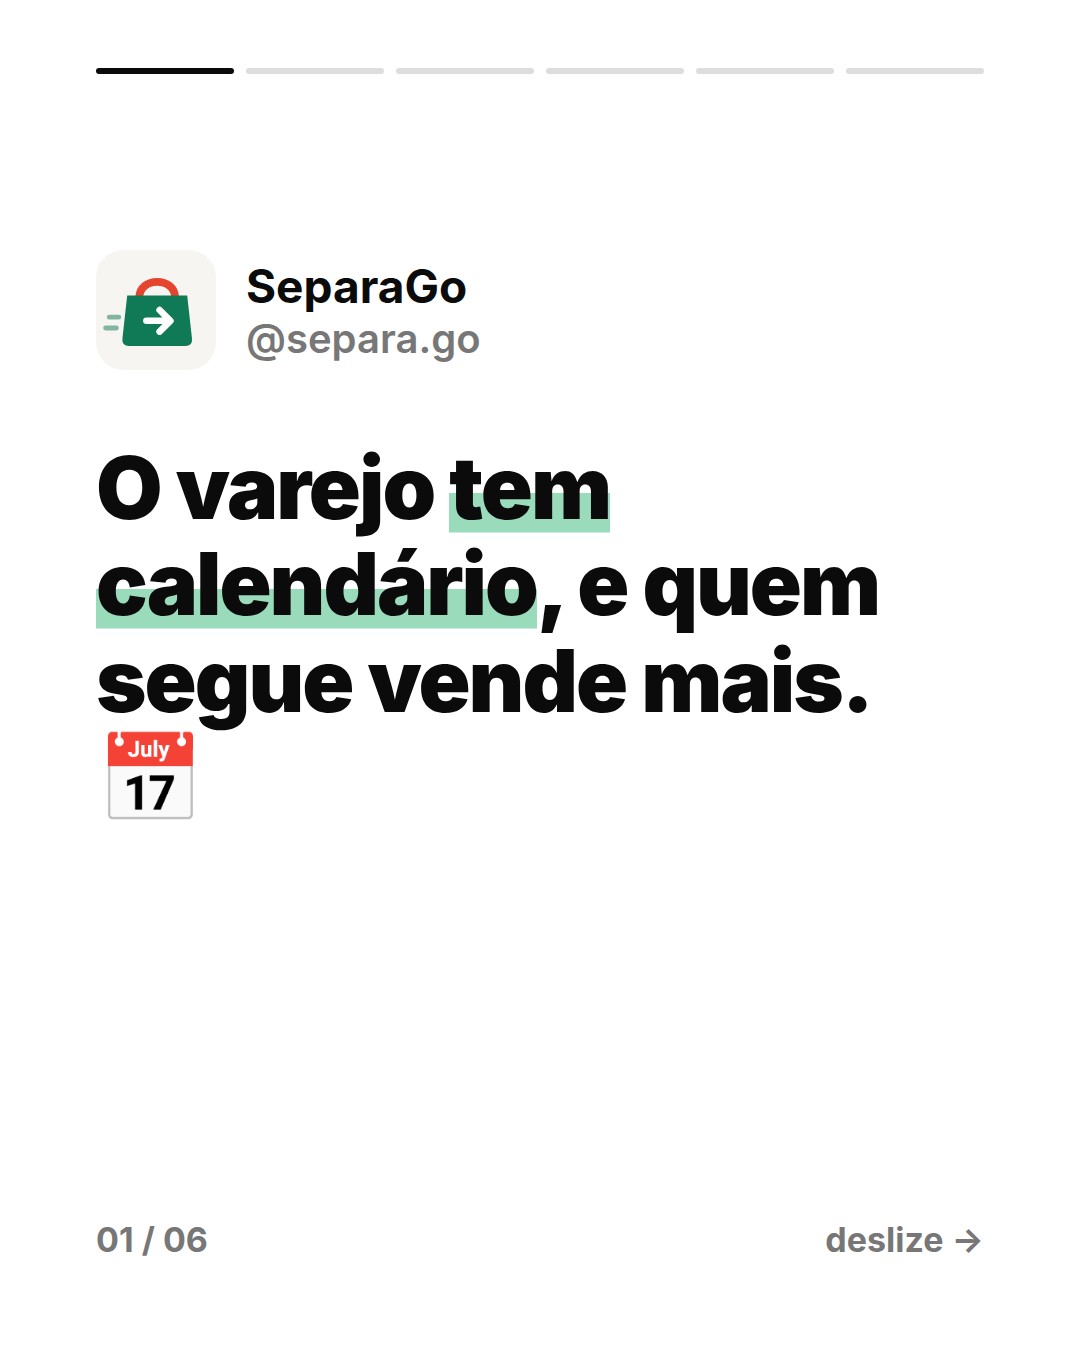 SeparaGo
@separa.go
O varejo tem
calendário, e quem
segue vende mais.
July
17
01 / 06
deslize →